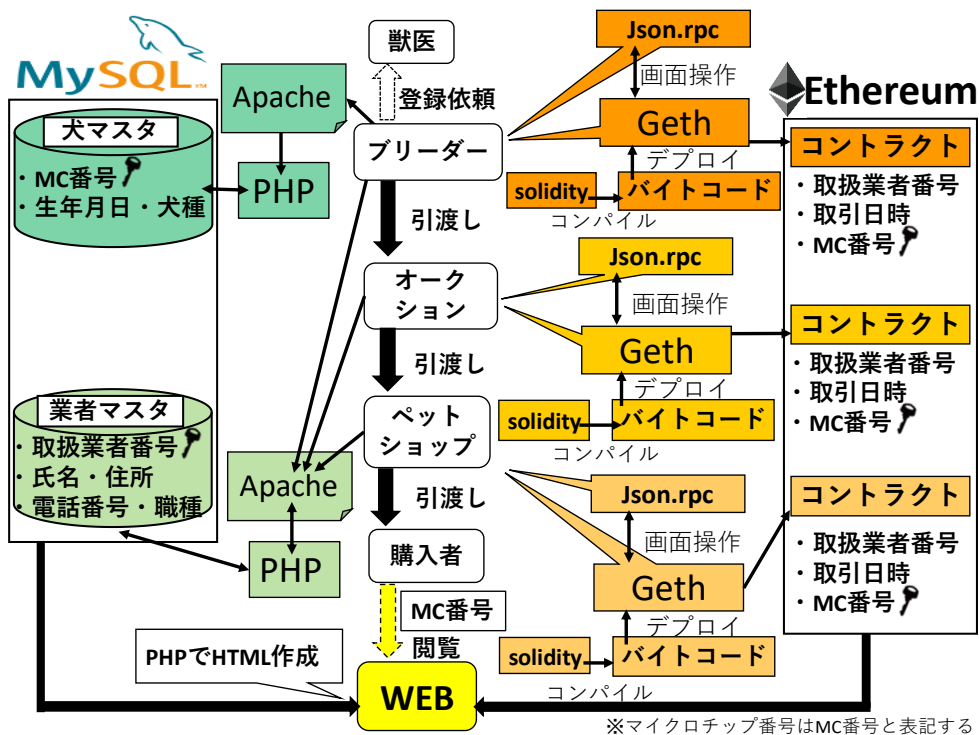 MySQL
TM
犬マスタ
・MC番号
・生年月日・犬種
業者マスタ
・取扱業者番号
・氏名・住所
・電話番号・職種
Apache
PHP
Apache
PHP
獣医
登録依頼
ブリーダー
引渡し
オーク
ション
引渡し
ペット
ショップ
引渡し
購入者
MC番号
閲覧
WEB
PHPでHTML作成
Json.rpc
画面操作
Geth
デプロイ
solidity
バイトコード
コンパイル
Json.rpc
画面操作
Geth
デプロイ
solidity
バイトコード
コンパイル
Json.rpc
画面操作
Geth
デプロイ
solidity
バイトコード
コンパイル
Ethereum
コントラクト
・取扱業者番号
・取引日時
・MC番号
コントラクト
・取扱業者番号
・取引日時
・MC番号
コントラクト
・取扱業者番号
・取引日時
・MC番号
※マイクロチップ番号はMC番号と表記する